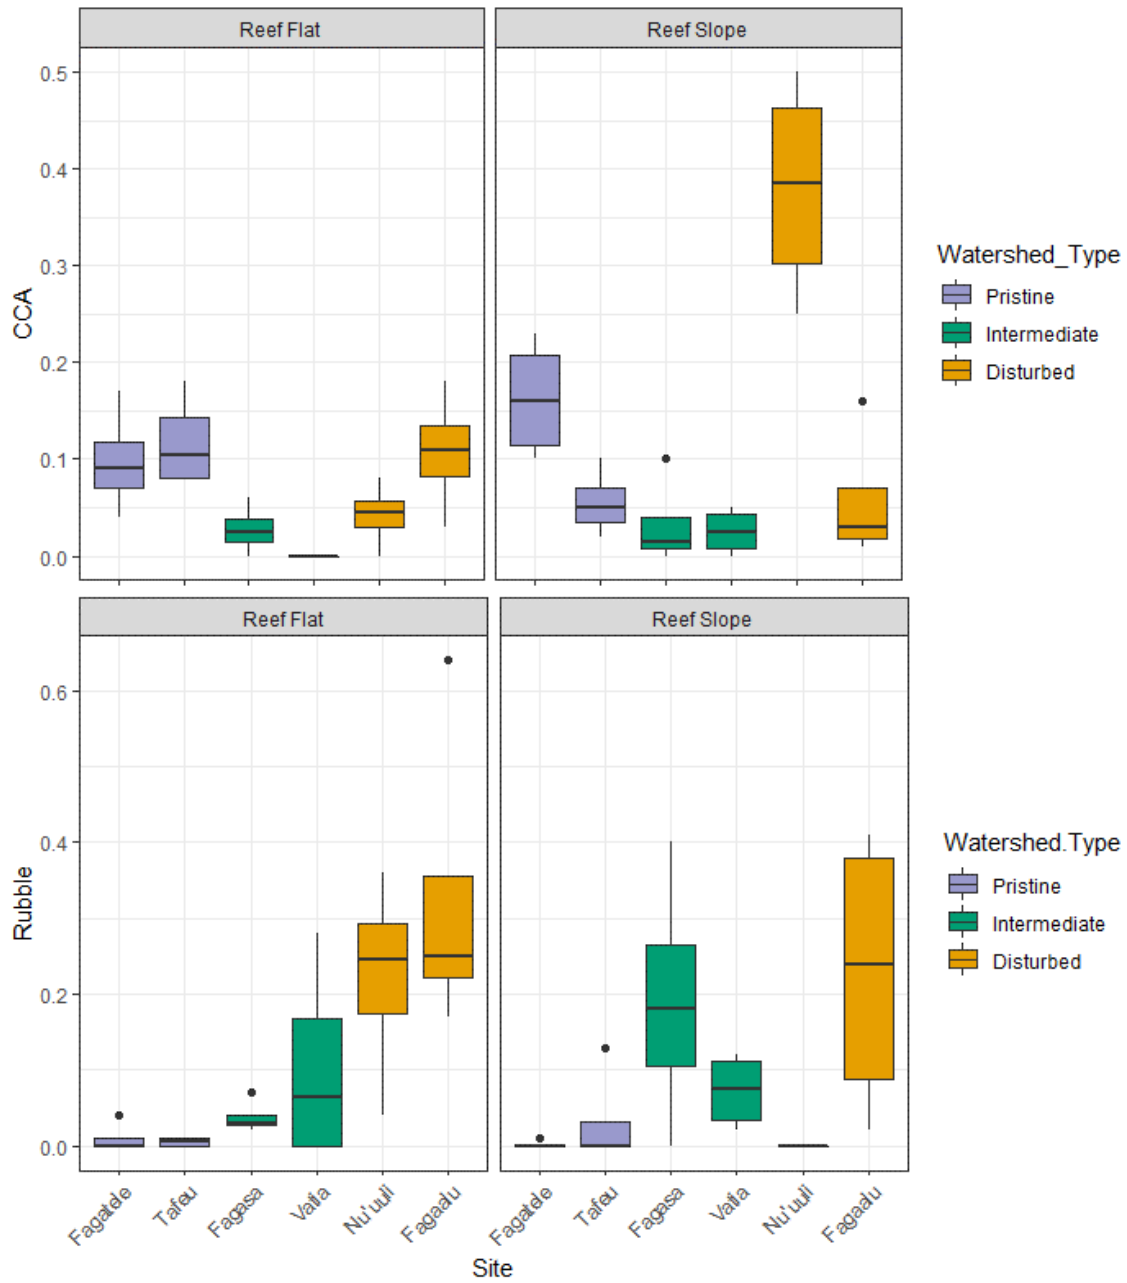 Reef Flat
Reef Slope
0.5
0.4
0.3
0.2
0.1
0.0
CCA
Watershed_Type
Pristine
Intermediate
Disturbed
Reef Flat
Reef Slope
0.6
0.4
0.2
0.0
Rubble
Watershed.Type
Pristine
Intermediate
Disturbed
Fagatele
Tafeu
Fagasa
Vatia
Nu'uuli
Fagaalu
Fagatele
Tafeu
Fagasa
Vatia
Nu'uuli
Fagaalu
Site